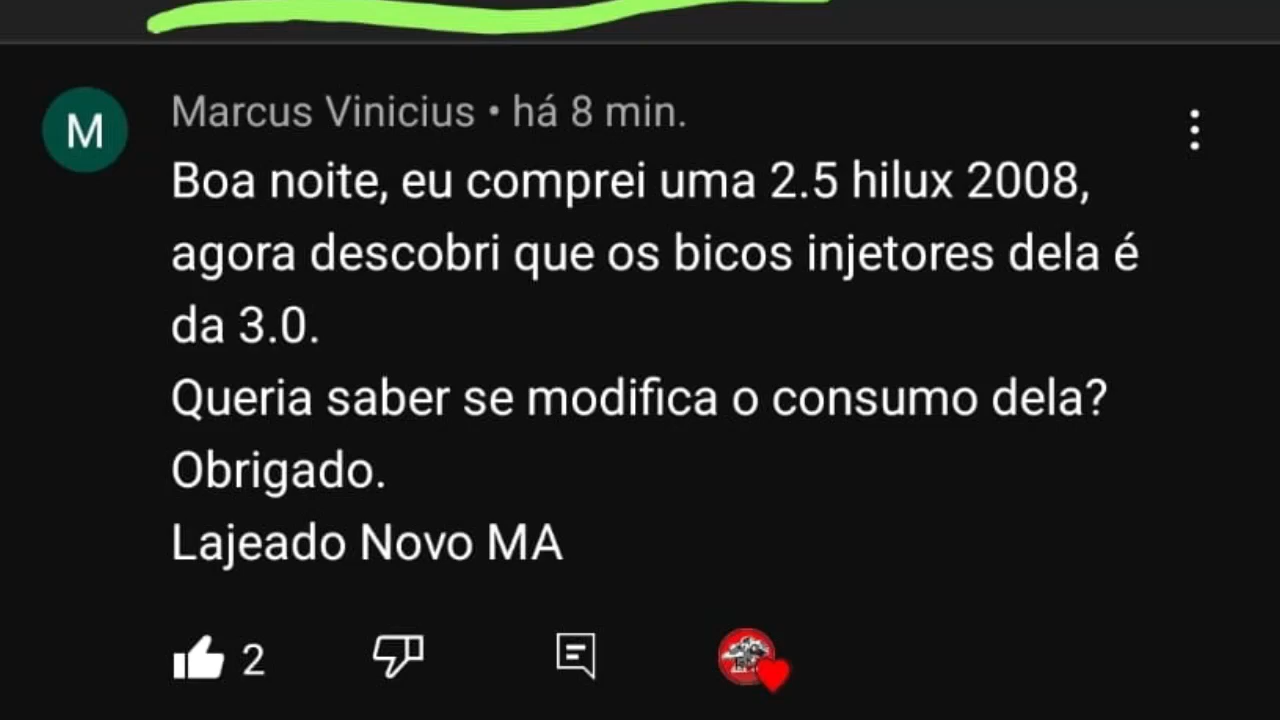 M
Marcus Vinicius • há 8 min.
Boa noite, eu comprei uma 2.5 hilux 2008,
agora descobri que os bicos injetores dela é
da 3.0.
Queria saber se modifica o consumo dela?
Obrigado.
Lajeado Novo MA
2